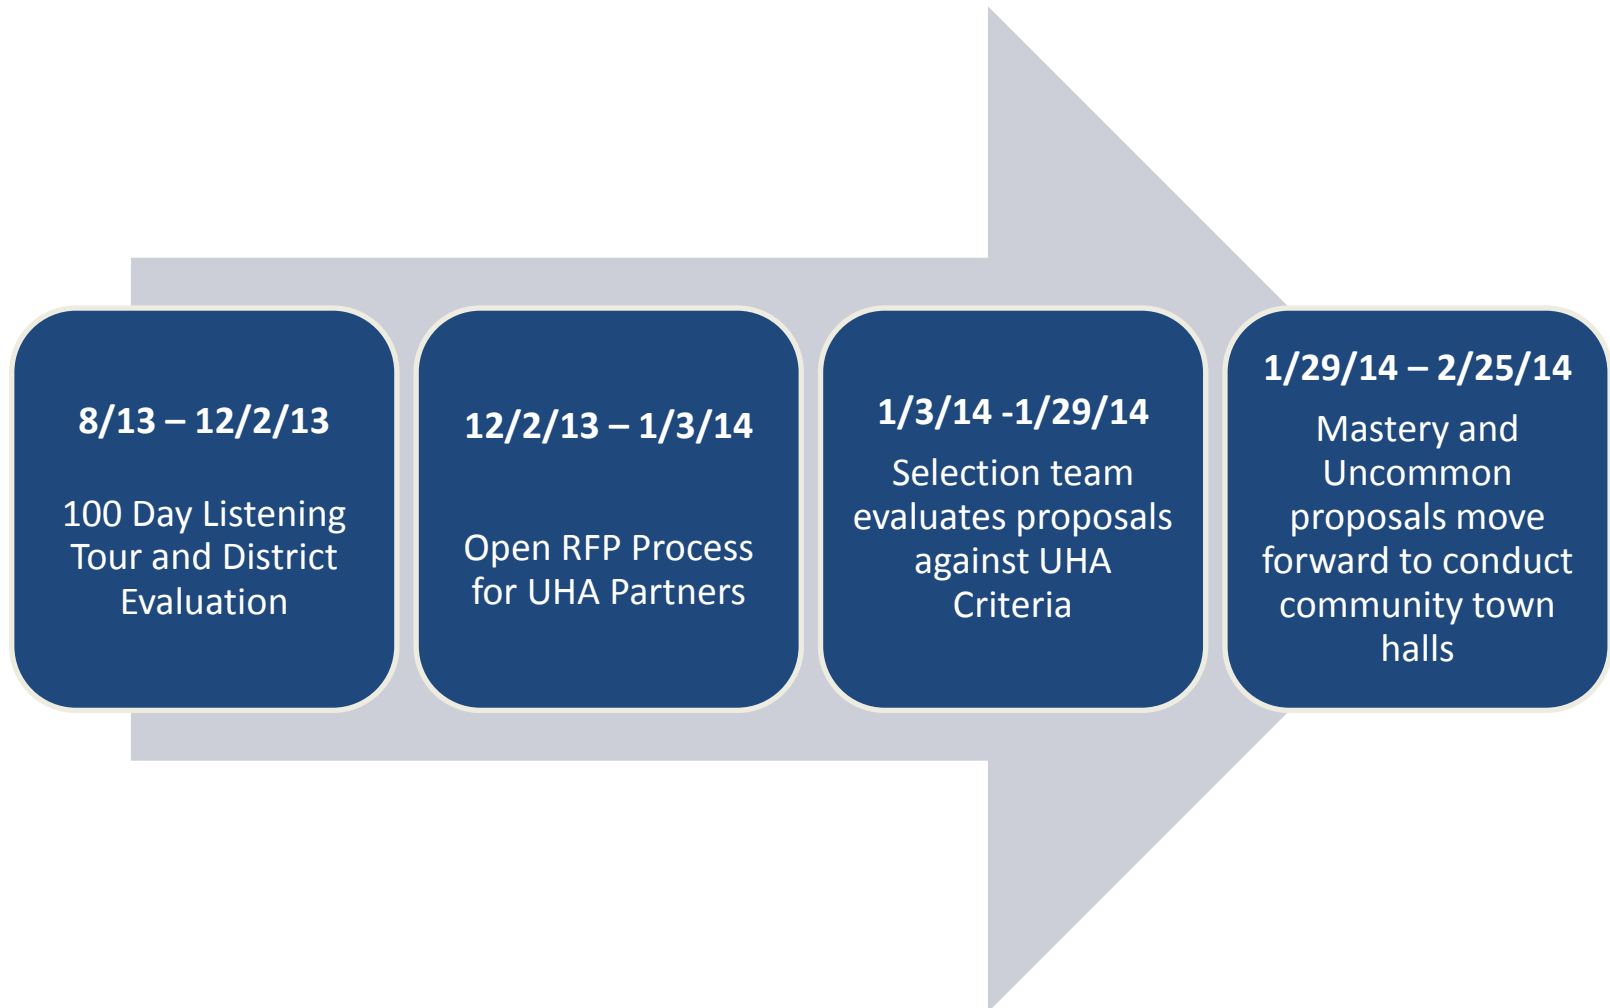 8/13 – 12/2/13
100 Day Listening
Tour and District
Evaluation
12/2/13 – 1/3/14
Open RFP Process
for UHA Partners
1/3/14 -1/29/14
Selection team
evaluates proposals
against UHA
Criteria
1/29/14 – 2/25/14
Mastery and
Uncommon
proposals move
forward to conduct
community town
halls